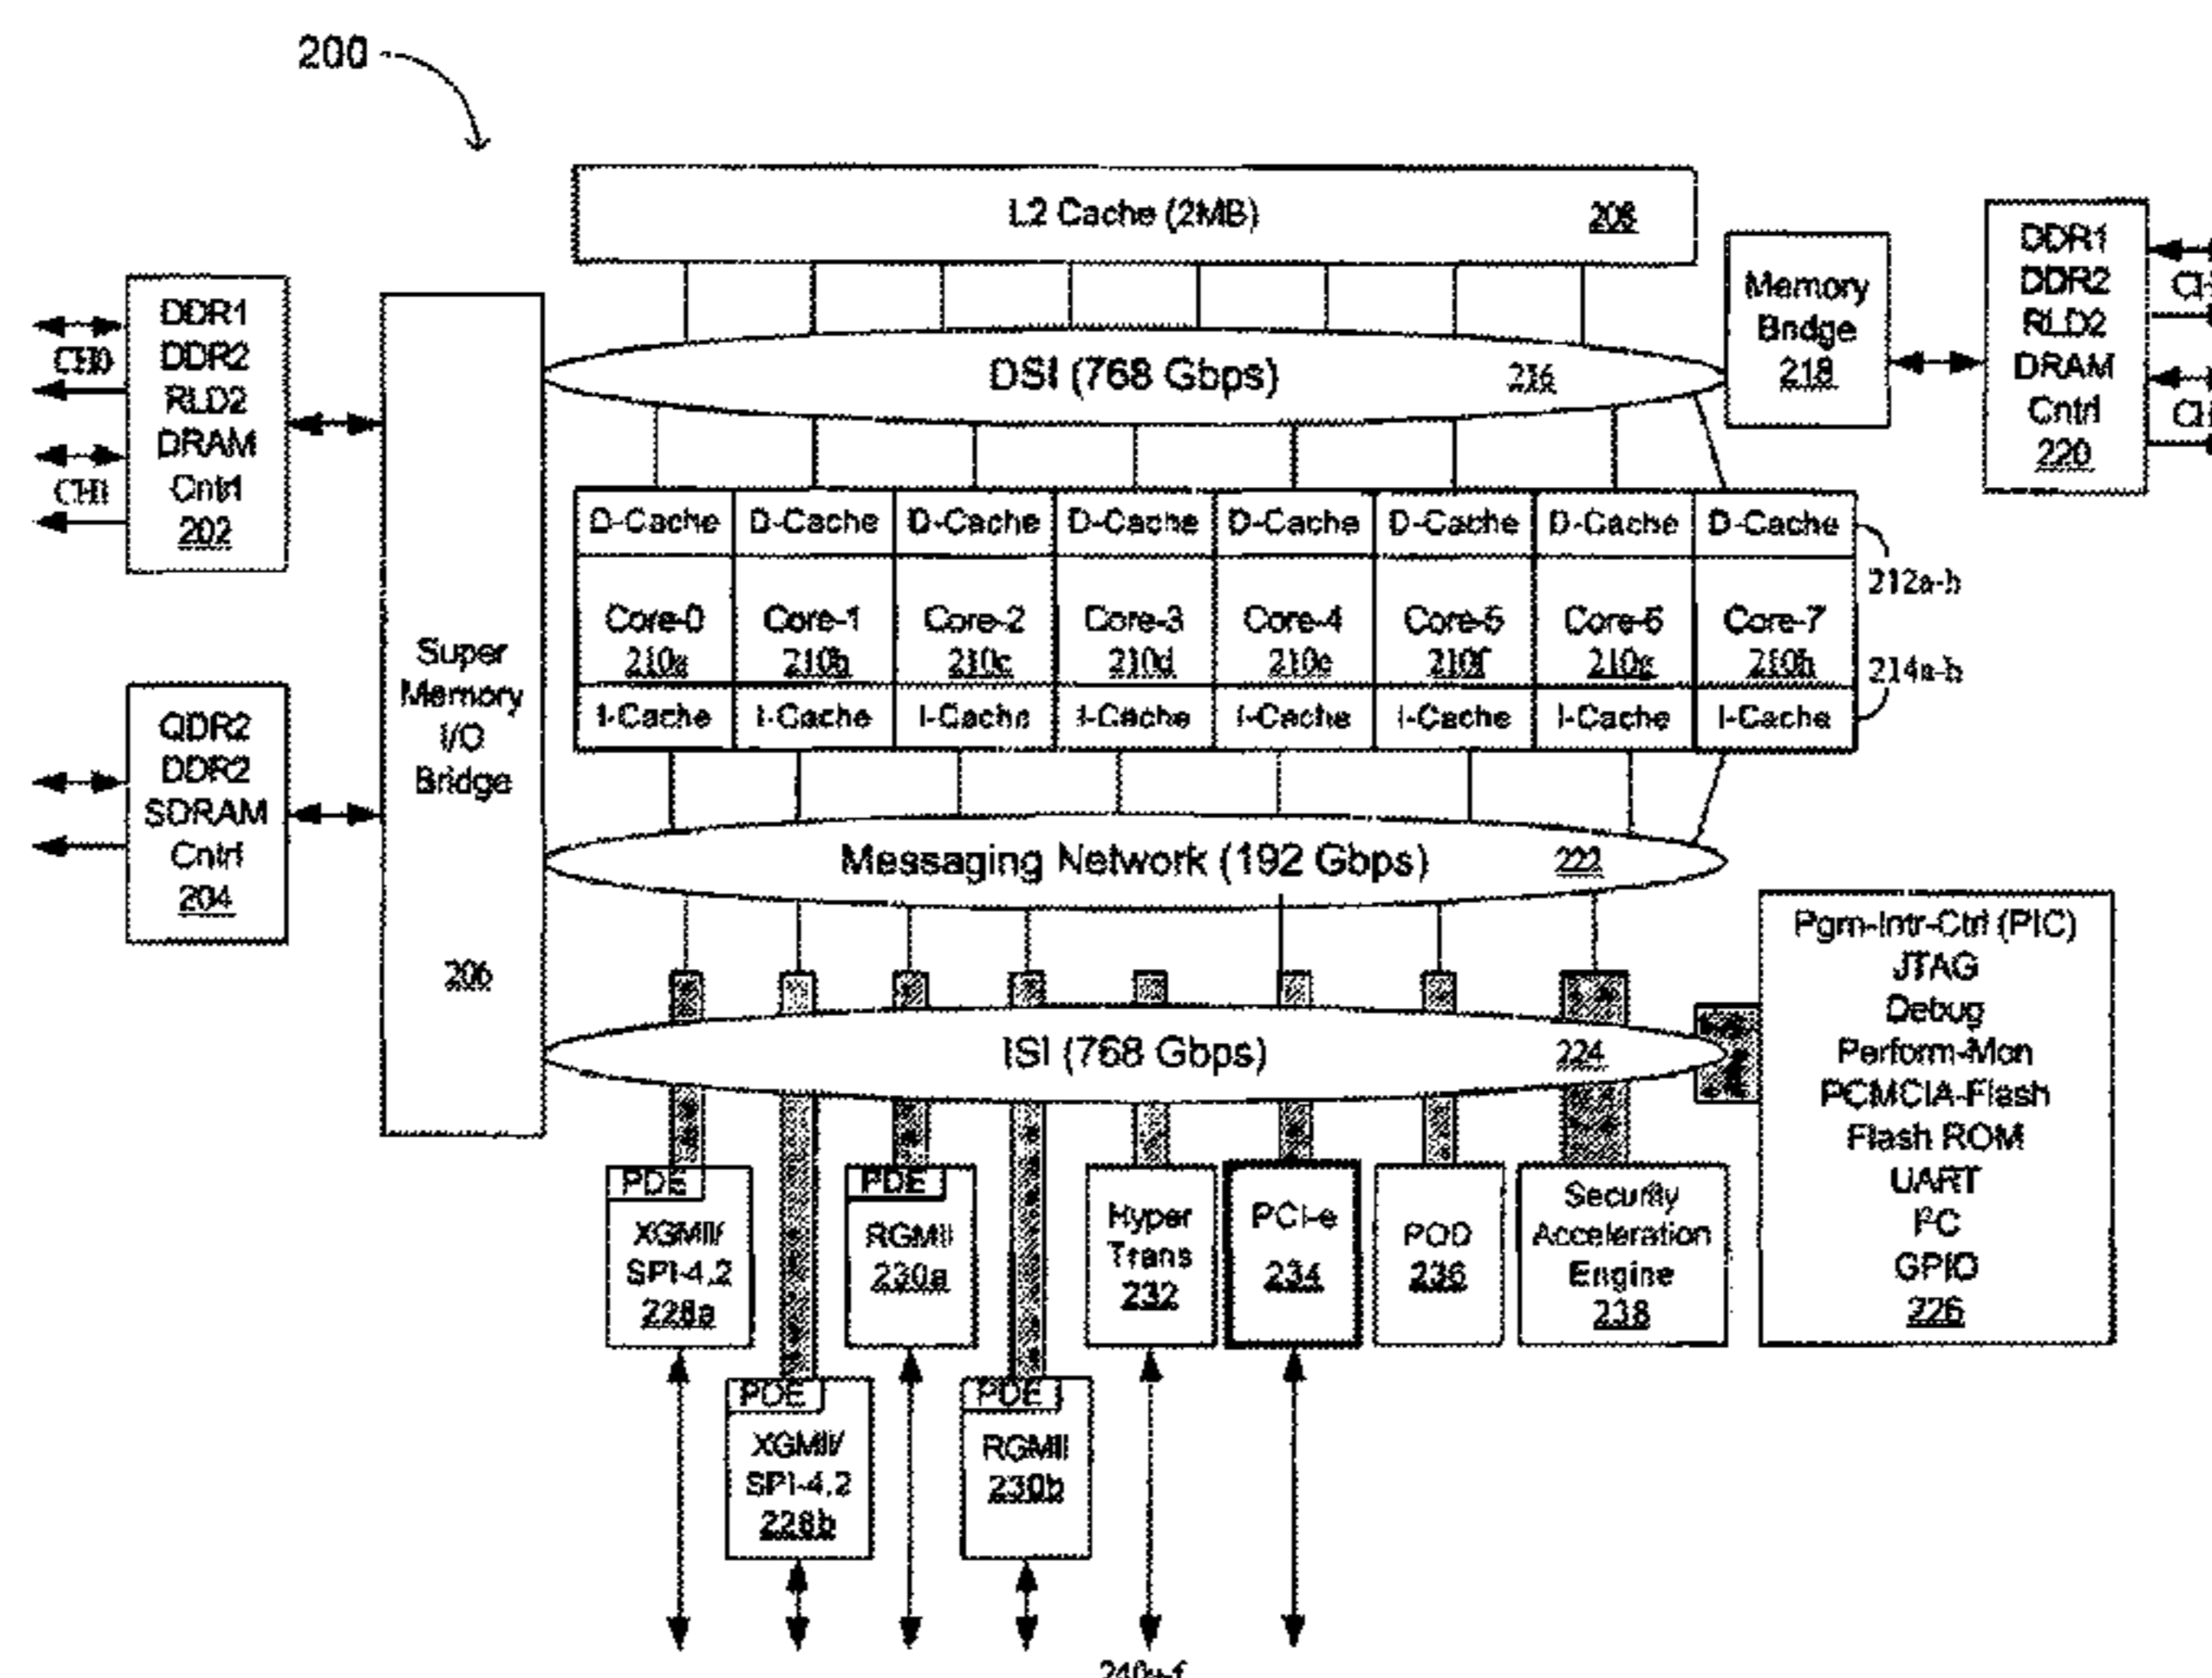 200
L2 Cache (2MB)
208
DDR1
DDR2
RLD2
DRAM
Cntrl
202
CH0
CH1
QDR2
DDR2
SDRAM
Cntrl
204
Super
Memory
I/O
Bridge
206
DSI (768 Gbps)
216
Memory
Bridge
218
DDR1
DDR2
RLD2
DRAM
Cntrl
220
D-Cache D-Cache D-Cache D-Cache D-Cache D-Cache D-Cache D-Cache
212a-h
Core-0 Core-1 Core-2 Core-3 Core-4 Core-5 Core-6 Core-7
210a 210b 210c 210d 210e 210f 210g 210h
214a-h
I-Cache I-Cache I-Cache I-Cache I-Cache I-Cache I-Cache I-Cache
Messaging Network (192 Gbps)
222
ISI (768 Gbps)
224
Pgm-Intr-Ctrl (PIC)
JTAG
Debug
Perform-Mon
PCMCIA-Flash
Flash ROM
UART
I²C
GPIO
226
PDE
XGMII/
SPI-4.2
228a
PDE
XGMII/
SPI-4.2
228b
PDE
RGMII
230a
PDE
RGMII
230b
Hyper
Trans
232
PCI-e
234
POD
236
Security
Acceleration
Engine
238
240a-f